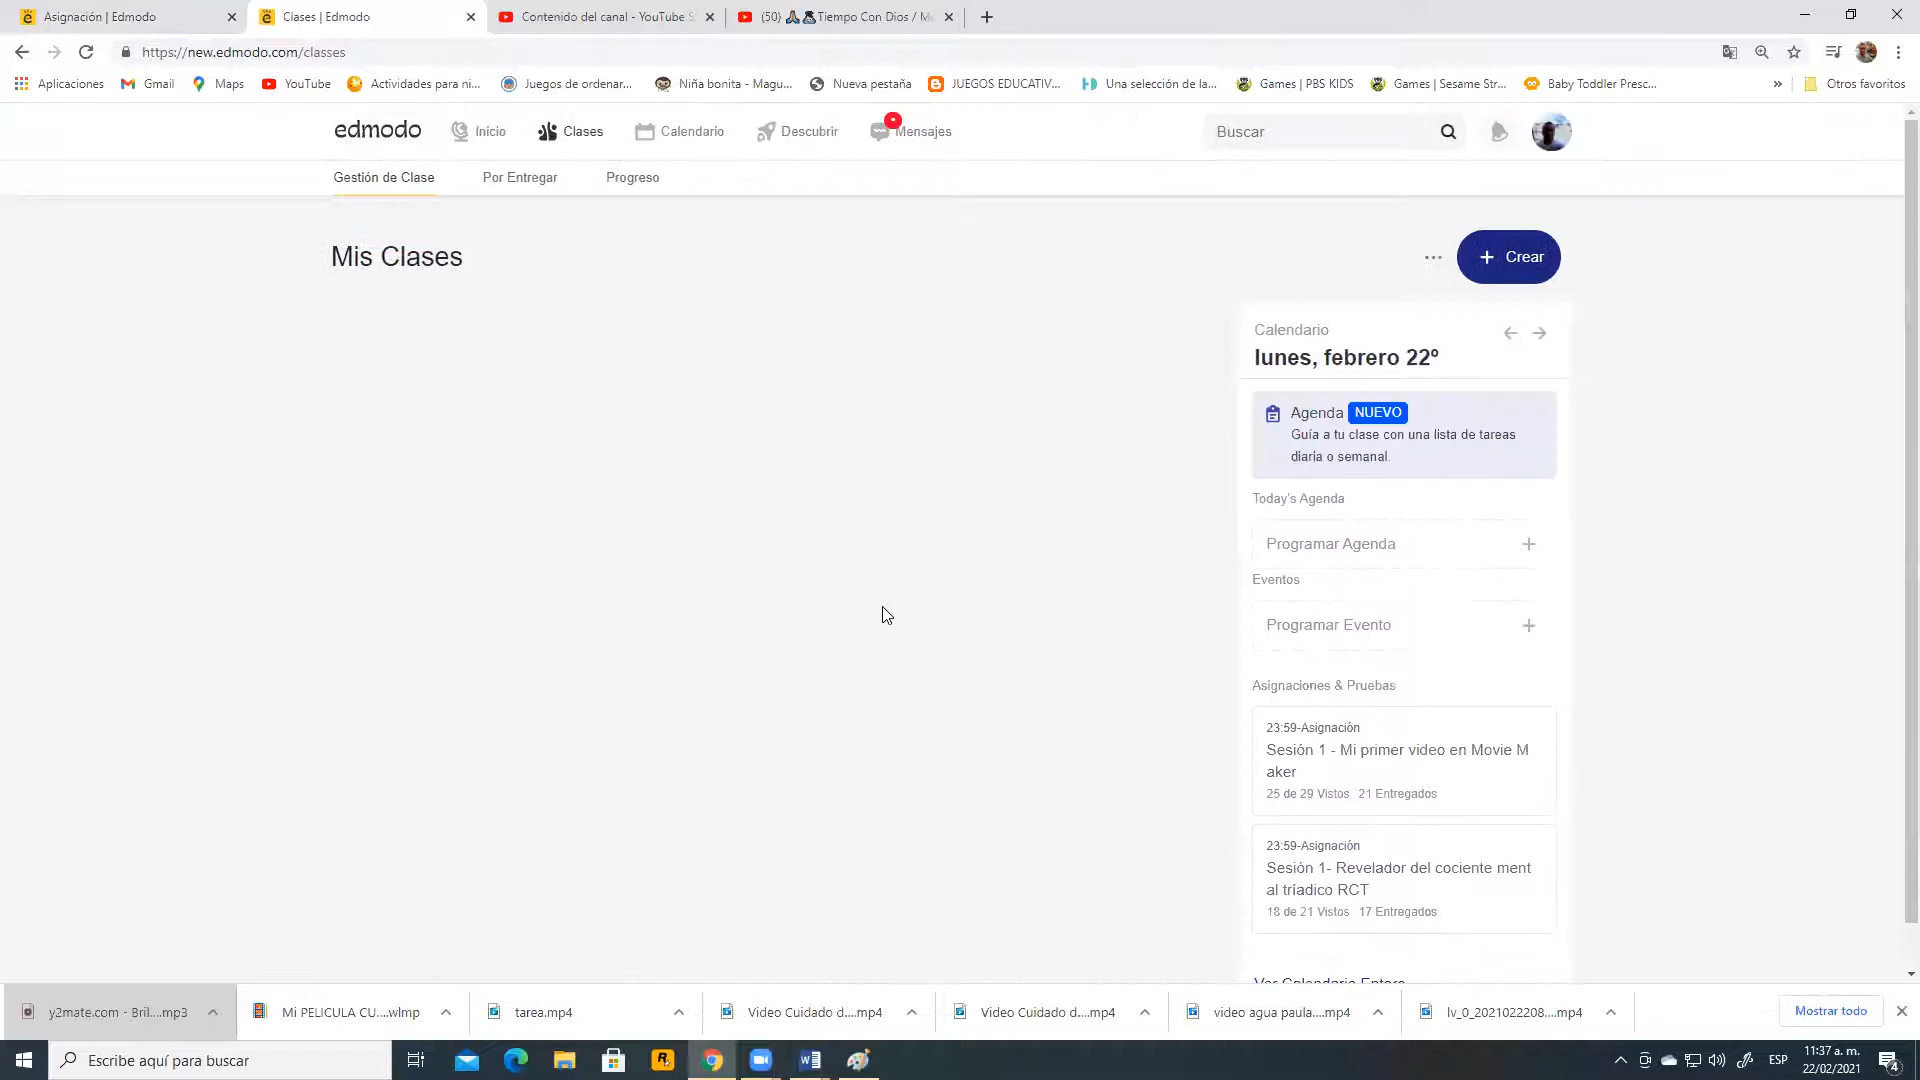 Asignación | Edmodo
Clases | Edmodo
Contenido del canal - YouTube S
(50) 🙏🏽 Tiempo Con Dios / M
https://new.edmodo.com/classes
Aplicaciones
Gmail
Maps
YouTube
Actividades para ni...
Juegos de ordenar...
Niña bonita - Magu...
Nueva pestaña
JUEGOS EDUCATIV...
Una selección de la...
Games | PBS KIDS
Games | Sesame Str...
Baby Toddler Presc...
»
Otros favoritos
edmodo
Inicio
Clases
Calendario
Descubrir
Mensajes
Buscar
Gestión de Clase
Por Entregar
Progreso
Mis Clases
... + Crear
Calendario
lunes, febrero 22º
Agenda NUEVO
Guía a tu clase con una lista de tareas
diaria o semanal.
Today's Agenda
Programar Agenda +
Eventos
Programar Evento +
Asignaciones & Pruebas
23:59-Asignación
Sesión 1 - Mi primer video en Movie M
aker
25 de 29 Vistos 21 Entregados
23:59-Asignación
Sesión 1- Revelador del cociente ment
al tríadico RCT
18 de 21 Vistos 17 Entregados
Ver Calendario Entero
y2mate.com - Bril....mp3
Mi PELICULA CU....wlmp
tarea.mp4
Video Cuidado d....mp4
Video Cuidado d....mp4
video agua paula....mp4
lv_0_2021022208....mp4
Mostrar todo
Escribe aquí para buscar
ESP
11:37 a. m.
22/02/2021
4